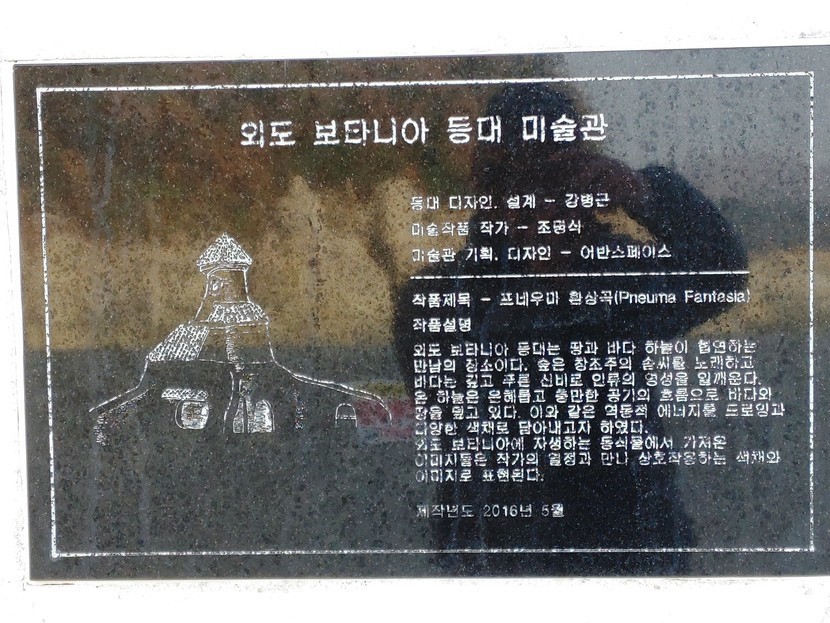 외도 보타니아 등대 미술관
등대 디자인. 설계 - 강병근
미술작품 작가 - 조광식
미술관 기획. 디자인 - 어반스페이스
작품제목 - 프네우마 환상곡(Pneuma Fantasia)
작품설명
외도 보타니아 등대는 땅과 바다 하늘이 협연하는
만남의 장소이다. 숲은 창조주의 솜씨를 노래하고
바다는 깊고 푸른 신비로 인류의 영성을 일깨운다.
온 하늘은 은혜롭고 충만한 공기의 흐름으로 바다와
땅을 덮고 있다. 이와 같은 역동적 에너지를 드로잉과
다양한 색채로 담아내고자 하였다.
외도 보타니아에 자생하는 동식물에서 가져온
이미지들은 작가의 열정과 만나 상호작용하는 색채와
이미지로 표현된다.
제작년도 2016년 5월